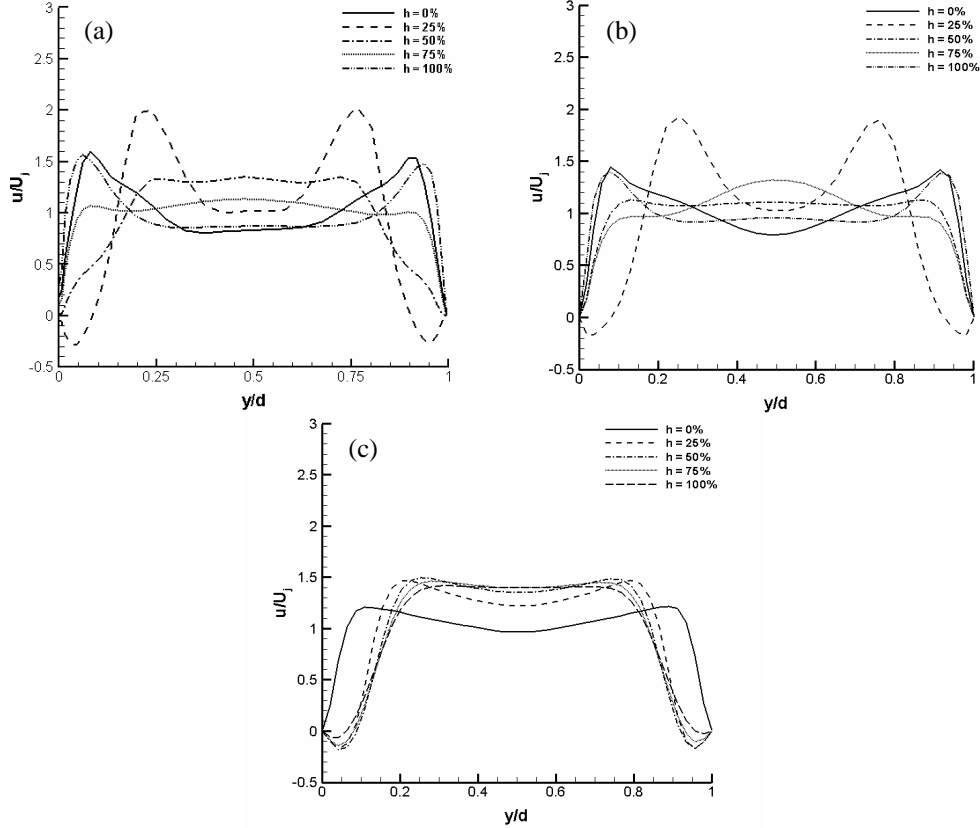 (a)
h = 0%
h = 25%
h = 50%
h = 75%
h = 100%
3
2.5
2
1.5
1
0.5
0
-0.5
u/Uj
0
0.25
0.5
0.75
1
y/d
(b)
h = 0%
h = 25%
h = 50%
h = 75%
h = 100%
3
2.5
2
1.5
1
0.5
0
-0.5
u/Uj
0
0.2
0.4
0.6
0.8
1
y/d
(c)
h = 0%
h = 25%
h = 50%
h = 75%
h = 100%
3
2.5
2
1.5
1
0.5
0
-0.5
u/Uj
0
0.2
0.4
0.6
0.8
1
y/d